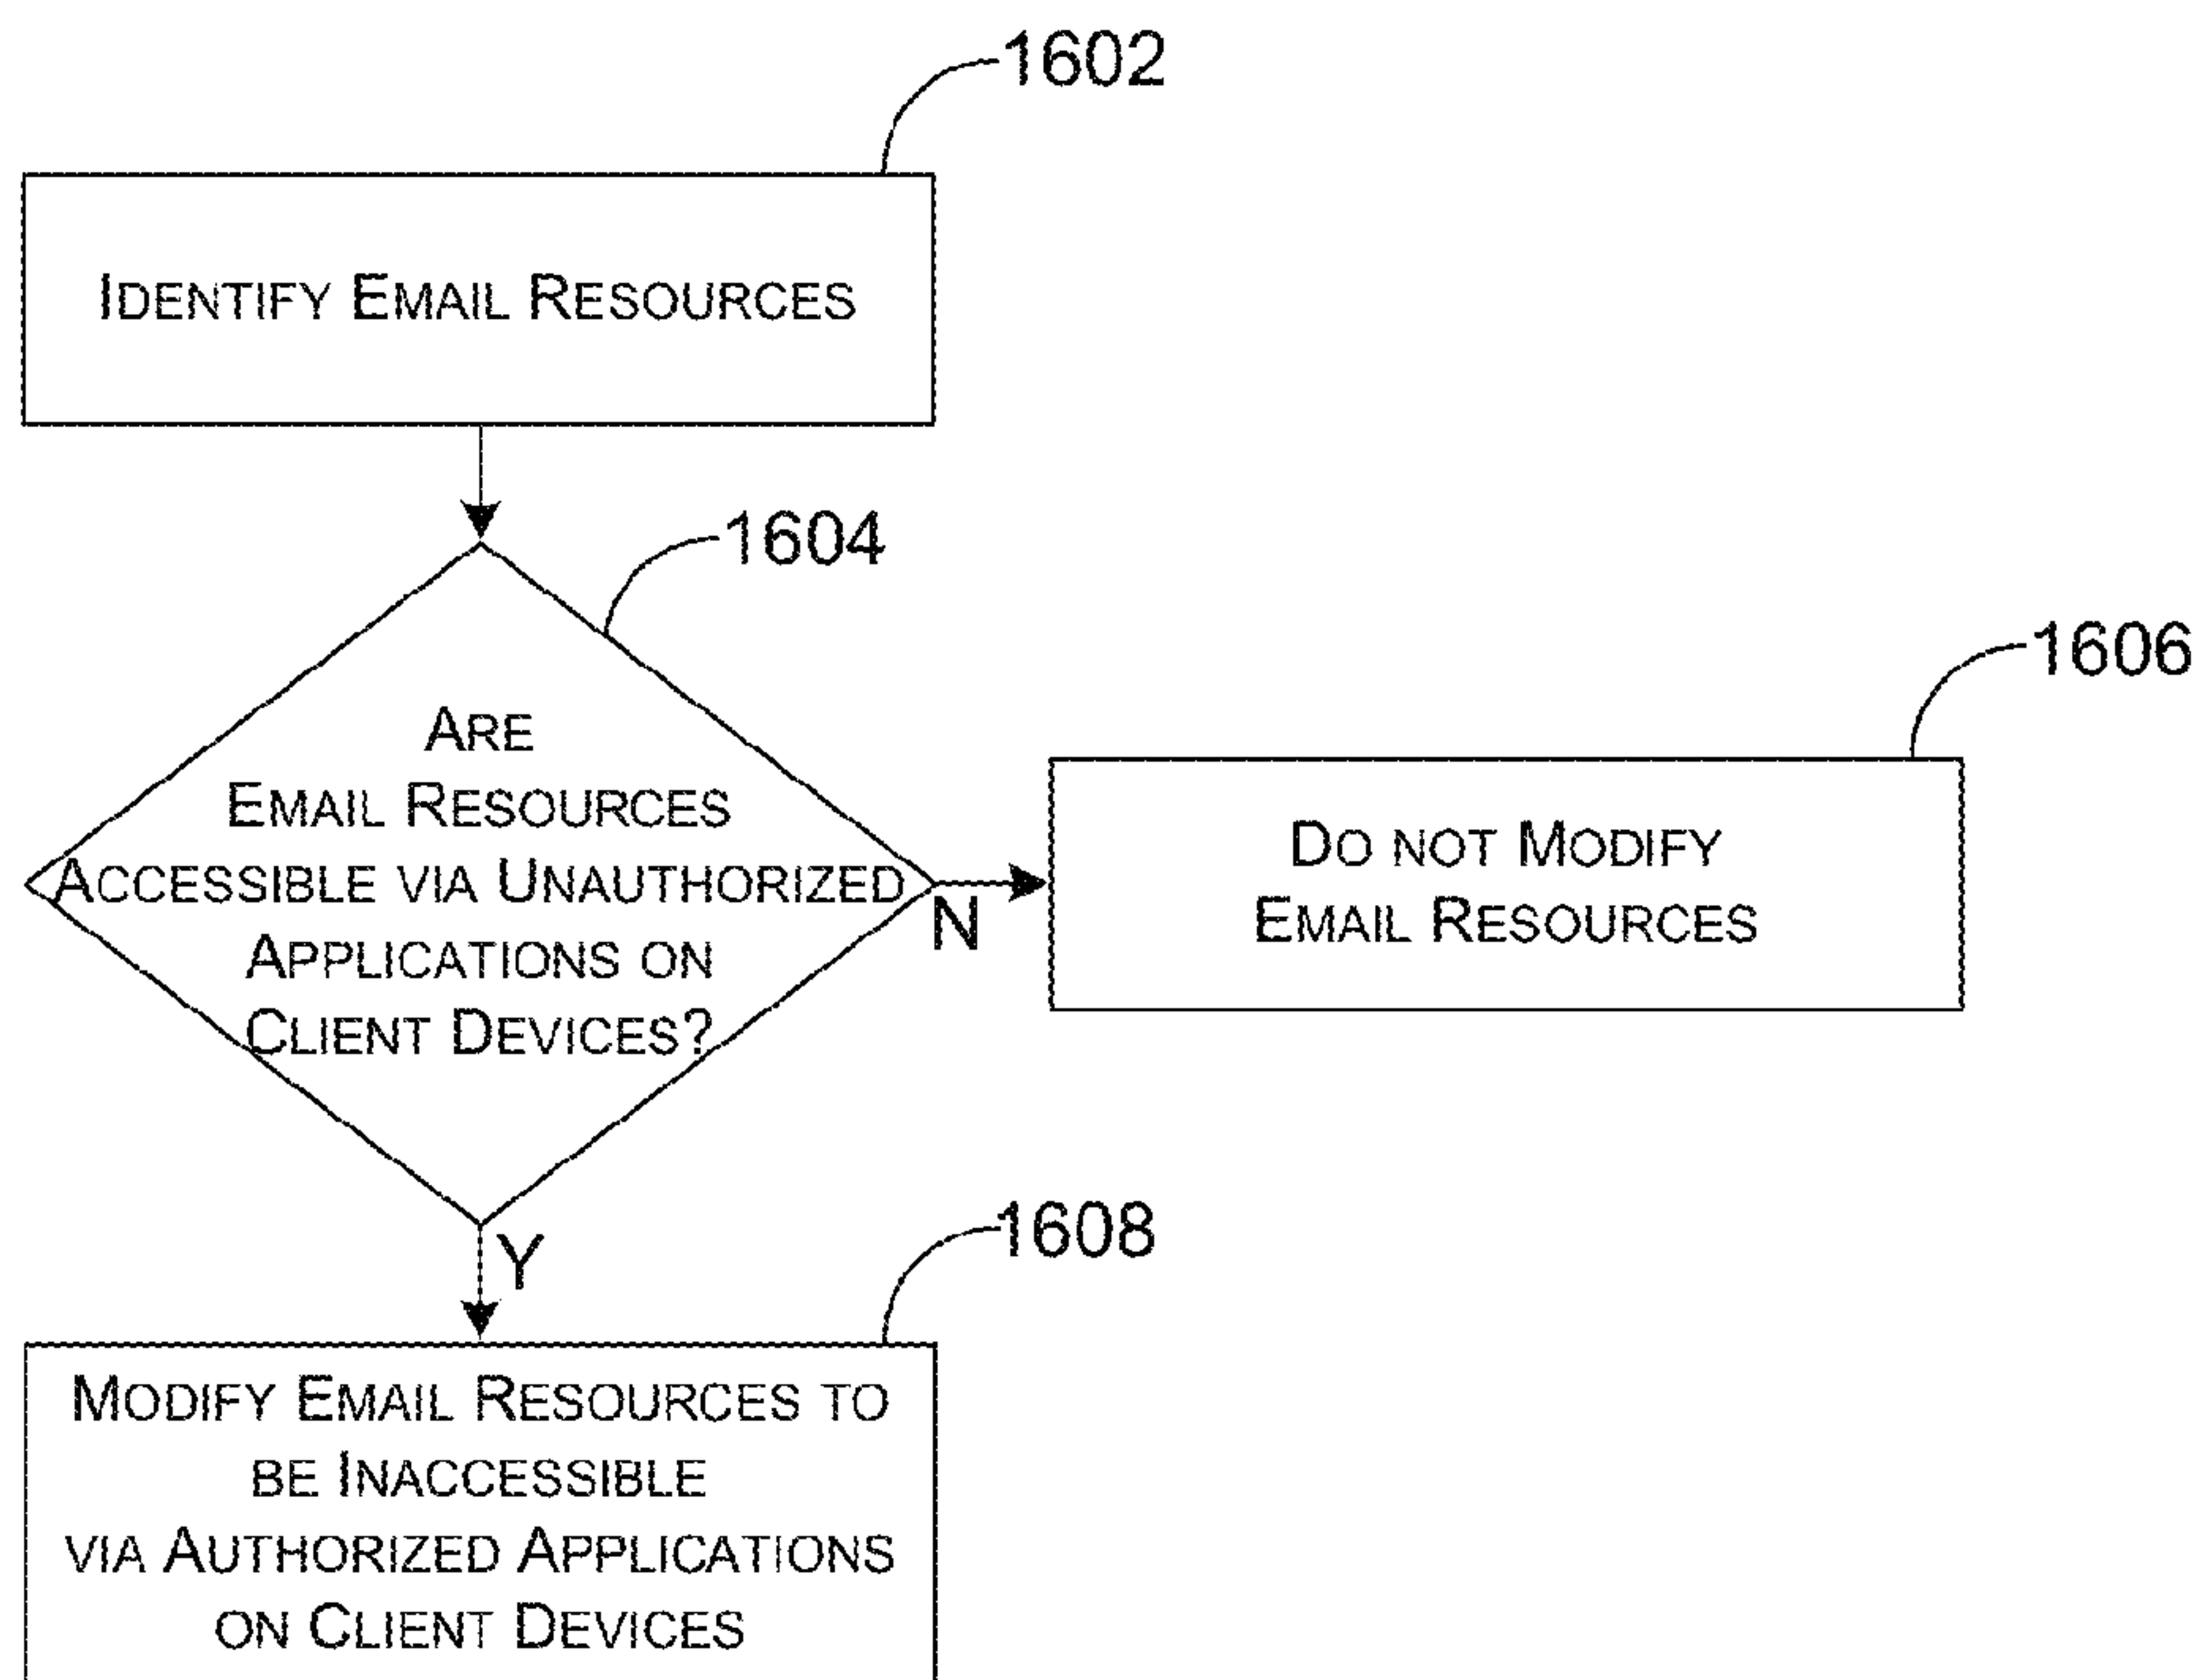 1602
IDENTIFY EMAIL RESOURCES
1604
ARE
EMAIL RESOURCES
ACCESSIBLE VIA UNAUTHORIZED
APPLICATIONS ON
CLIENT DEVICES?
N
1606
DO NOT MODIFY
EMAIL RESOURCES
Y
1608
MODIFY EMAIL RESOURCES TO
BE INACCESSIBLE
VIA AUTHORIZED APPLICATIONS
ON CLIENT DEVICES